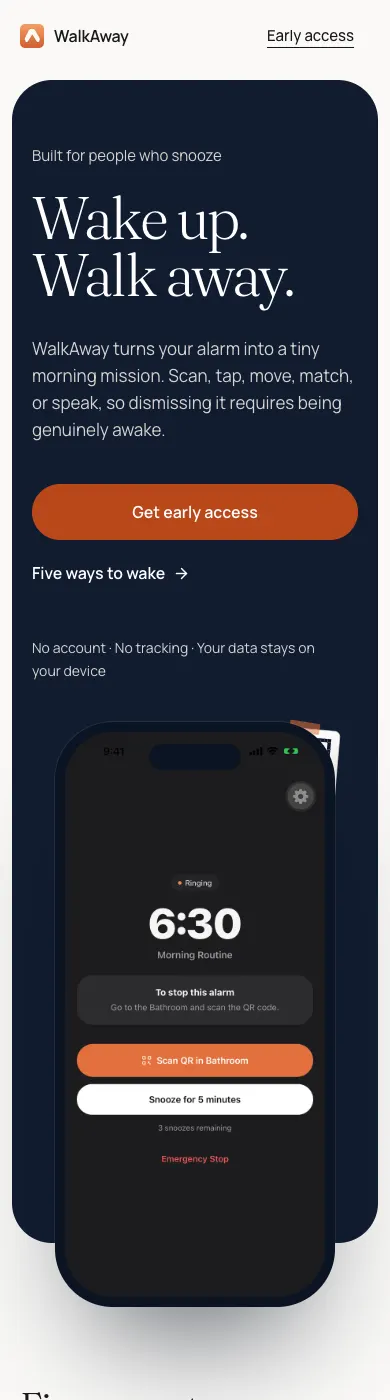 WalkAway
Early access
Built for people who snooze
Wake up.
Walk away.
WalkAway turns your alarm into a tiny
morning mission. Scan, tap, move, match,
or speak, so dismissing it requires being
genuinely awake.
Get early access
Five ways to wake →
No account · No tracking · Your data stays on
your device
9:41
Ringing
6:30
Morning Routine
To stop this alarm
Go to the Bathroom and scan the QR code.
Scan QR in Bathroom
Snooze for 5 minutes
3 snoozes remaining
Emergency Stop